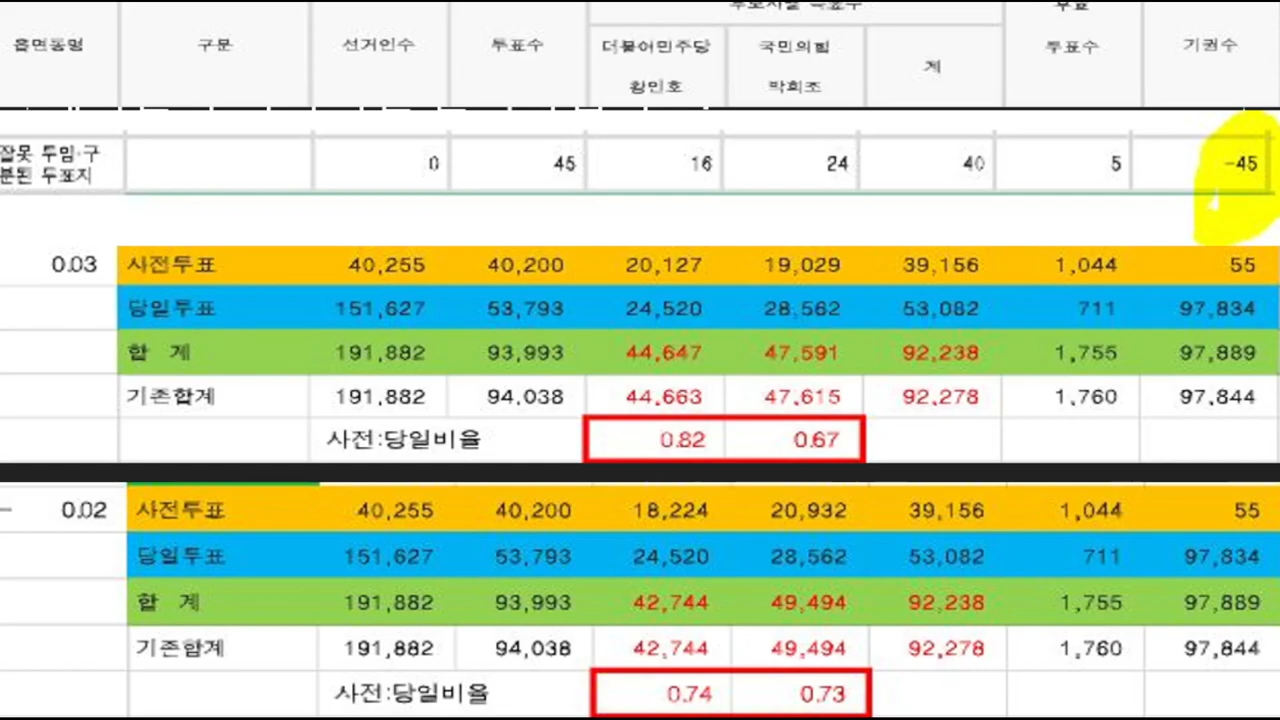 읍면동명 구분 선거인수 투표수 더불어민주당 황인호 국민의힘 박희조 계 투표수 기권수
잘못 투입·구
분된 투표지 0 45 16 24 40 5 -45
0.03 사전투표 40,255 40,200 20,127 19,029 39,156 1,044 55
당일투표 151,627 53,793 24,520 28,562 53,082 711 97,834
합 계 191,882 93,993 44,647 47,591 92,238 1,755 97,889
기존합계 191,882 94,038 44,663 47,615 92,278 1,760 97,844
사전:당일비율 0.82 0.67
- 0.02 사전투표 40,255 40,200 18,224 20,932 39,156 1,044 55
당일투표 151,627 53,793 24,520 28,562 53,082 711 97,834
합 계 191,882 93,993 42,744 49,494 92,238 1,755 97,889
기존합계 191,882 94,038 42,744 49,494 92,278 1,760 97,844
사전:당일비율 0.74 0.73